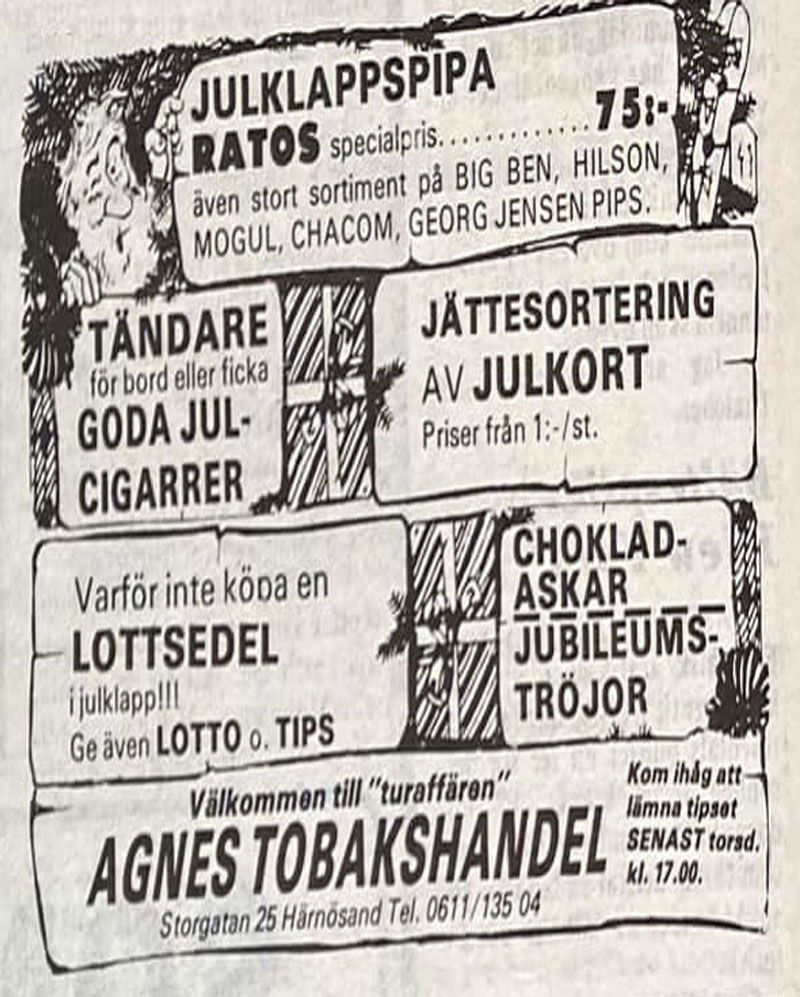 JULKLAPPSPIPA
RATOS specialpris.............. 75:-
även stort sortiment på BIG BEN, HILSON,
MOGUL, CHACOM, GEORG JENSEN PIPS.
TÄNDARE
för bord eller ficka
GODA JUL-
CIGARRER
JÄTTESORTERING
AV JULKORT
Priser från 1:-/st.
Varför inte köpa en
LOTTSEDEL
i julklapp!!!
Ge även LOTTO o. TIPS
CHOKLAD-
ASKAR
JUBILEUMS-
TRÖJOR
Välkommen till "turaffären"
AGNES TOBAKSHANDEL
Storgatan 25 Härnösand Tel. 0611/135 04
Kom ihåg att
lämna tipset
SENAST torsd.
kl. 17.00.